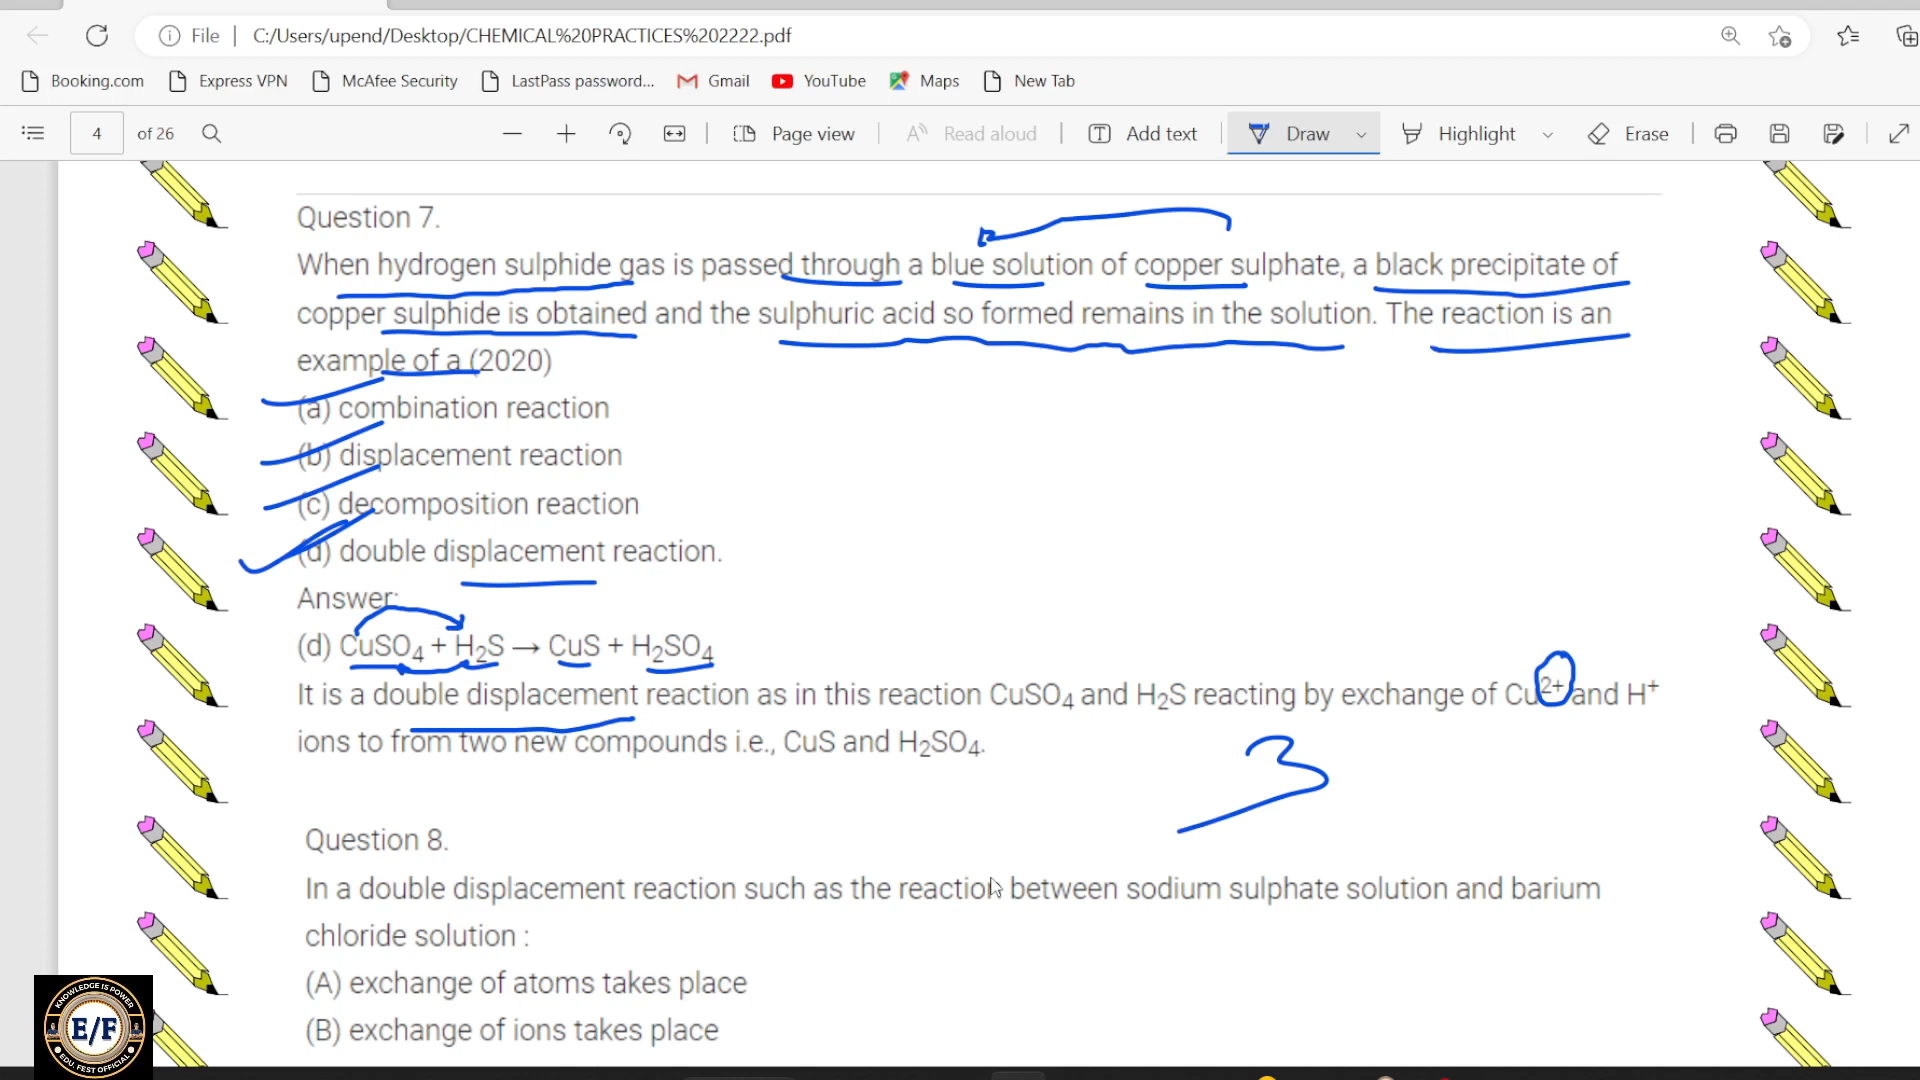 File | C:/Users/upend/Desktop/CHEMICAL%20PRACTICES%202222.pdf
Booking.com Express VPN McAfee Security LastPass password... Gmail YouTube Maps New Tab
4 of 26 Page view Read aloud Add text Draw Highlight Erase
Question 7.
When hydrogen sulphide gas is passed through a blue solution of copper sulphate, a black precipitate of
copper sulphide is obtained and the sulphuric acid so formed remains in the solution. The reaction is an
example of a (2020)
(a) combination reaction
(b) displacement reaction
(c) decomposition reaction
(d) double displacement reaction.
Answer:
(d) CuSO₄ + H₂S → CuS + H₂SO₄
It is a double displacement reaction as in this reaction CuSO₄ and H₂S reacting by exchange of Cu²⁺ and H⁺
ions to from two new compounds i.e., CuS and H₂SO₄.
3
Question 8.
In a double displacement reaction such as the reaction between sodium sulphate solution and barium
chloride solution :
(A) exchange of atoms takes place
(B) exchange of ions takes place
KNOWLEDGE IS POWER
E/F
EDU. FEST OFFICIAL